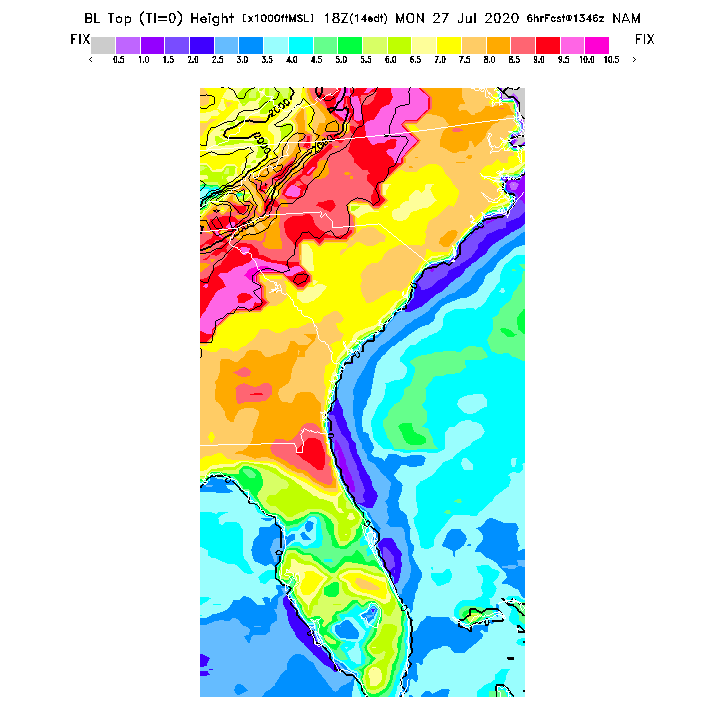 BL Top (TI=0) Height [x1000ftMSL] 18Z(14edt) MON 27 Jul 2020 6hrFcst@1346z NAM
FIX FIX
< 0.5 1.0 1.5 2.0 2.5 3.0 3.5 4.0 4.5 5.0 5.5 6.0 6.5 7.0 7.5 8.0 8.5 9.0 9.5 10.0 10.5 >
2000
2000